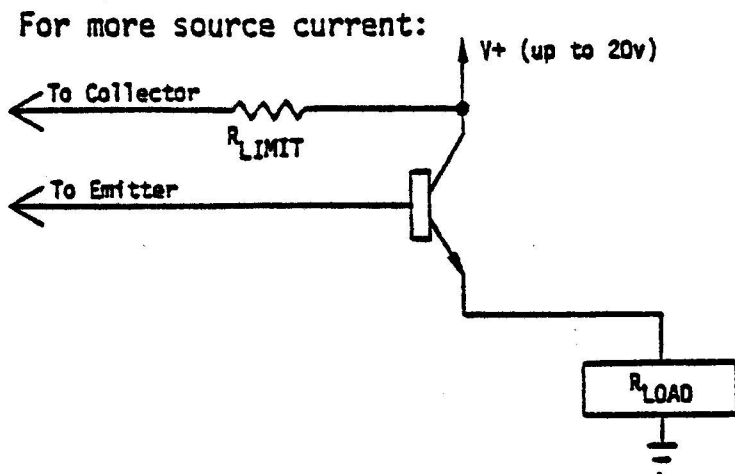 For more source current:
V+ (up to 20v)
To Collector
RLIMIT
To Emitter
RLOAD